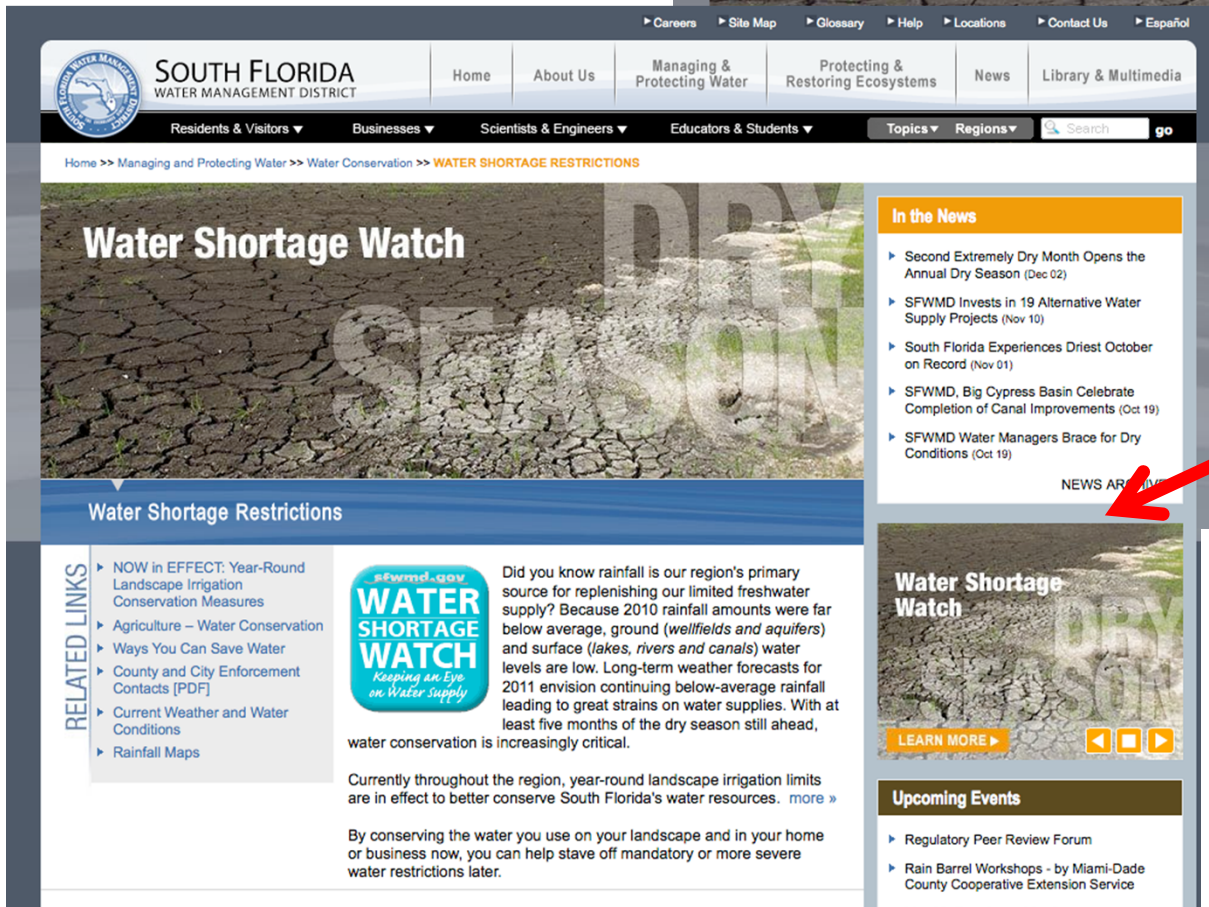 Careers Site Map Glossary Help Locations Contact Us Español
SOUTH FLORIDA
WATER MANAGEMENT DISTRICT
SOUTH FLORIDA WATER MANAGEMENT DISTRICT
Home About Us Managing & Protecting Water Protecting & Restoring Ecosystems News Library & Multimedia
Residents & Visitors ▼ Businesses ▼ Scientists & Engineers ▼ Educators & Students ▼ Topics▼ Regions▼ Search go
Home >> Managing and Protecting Water >> Water Conservation >> WATER SHORTAGE RESTRICTIONS
Water Shortage Watch
DRY
SEASON
Water Shortage Restrictions
RELATED LINKS
NOW in EFFECT: Year-Round
Landscape Irrigation
Conservation Measures
Agriculture – Water Conservation
Ways You Can Save Water
County and City Enforcement
Contacts [PDF]
Current Weather and Water
Conditions
Rainfall Maps
sfwmd.gov
WATER
SHORTAGE
WATCH
Keeping an Eye
on Water Supply
Did you know rainfall is our region's primary
source for replenishing our limited freshwater
supply? Because 2010 rainfall amounts were far
below average, ground (wellfields and aquifers)
and surface (lakes, rivers and canals) water
levels are low. Long-term weather forecasts for
2011 envision continuing below-average rainfall
leading to great strains on water supplies. With at
least five months of the dry season still ahead,
water conservation is increasingly critical.
Currently throughout the region, year-round landscape irrigation limits
are in effect to better conserve South Florida's water resources. more »
By conserving the water you use on your landscape and in your home
or business now, you can help stave off mandatory or more severe
water restrictions later.
In the News
Second Extremely Dry Month Opens the
Annual Dry Season (Dec 02)
SFWMD Invests in 19 Alternative Water
Supply Projects (Nov 10)
South Florida Experiences Driest October
on Record (Nov 01)
SFWMD, Big Cypress Basin Celebrate
Completion of Canal Improvements (Oct 19)
SFWMD Water Managers Brace for Dry
Conditions (Oct 19)
NEWS
Water Shortage
Watch
DRY
SEASON
LEARN MORE
Upcoming Events
Regulatory Peer Review Forum
Rain Barrel Workshops - by Miami-Dade
County Cooperative Extension Service